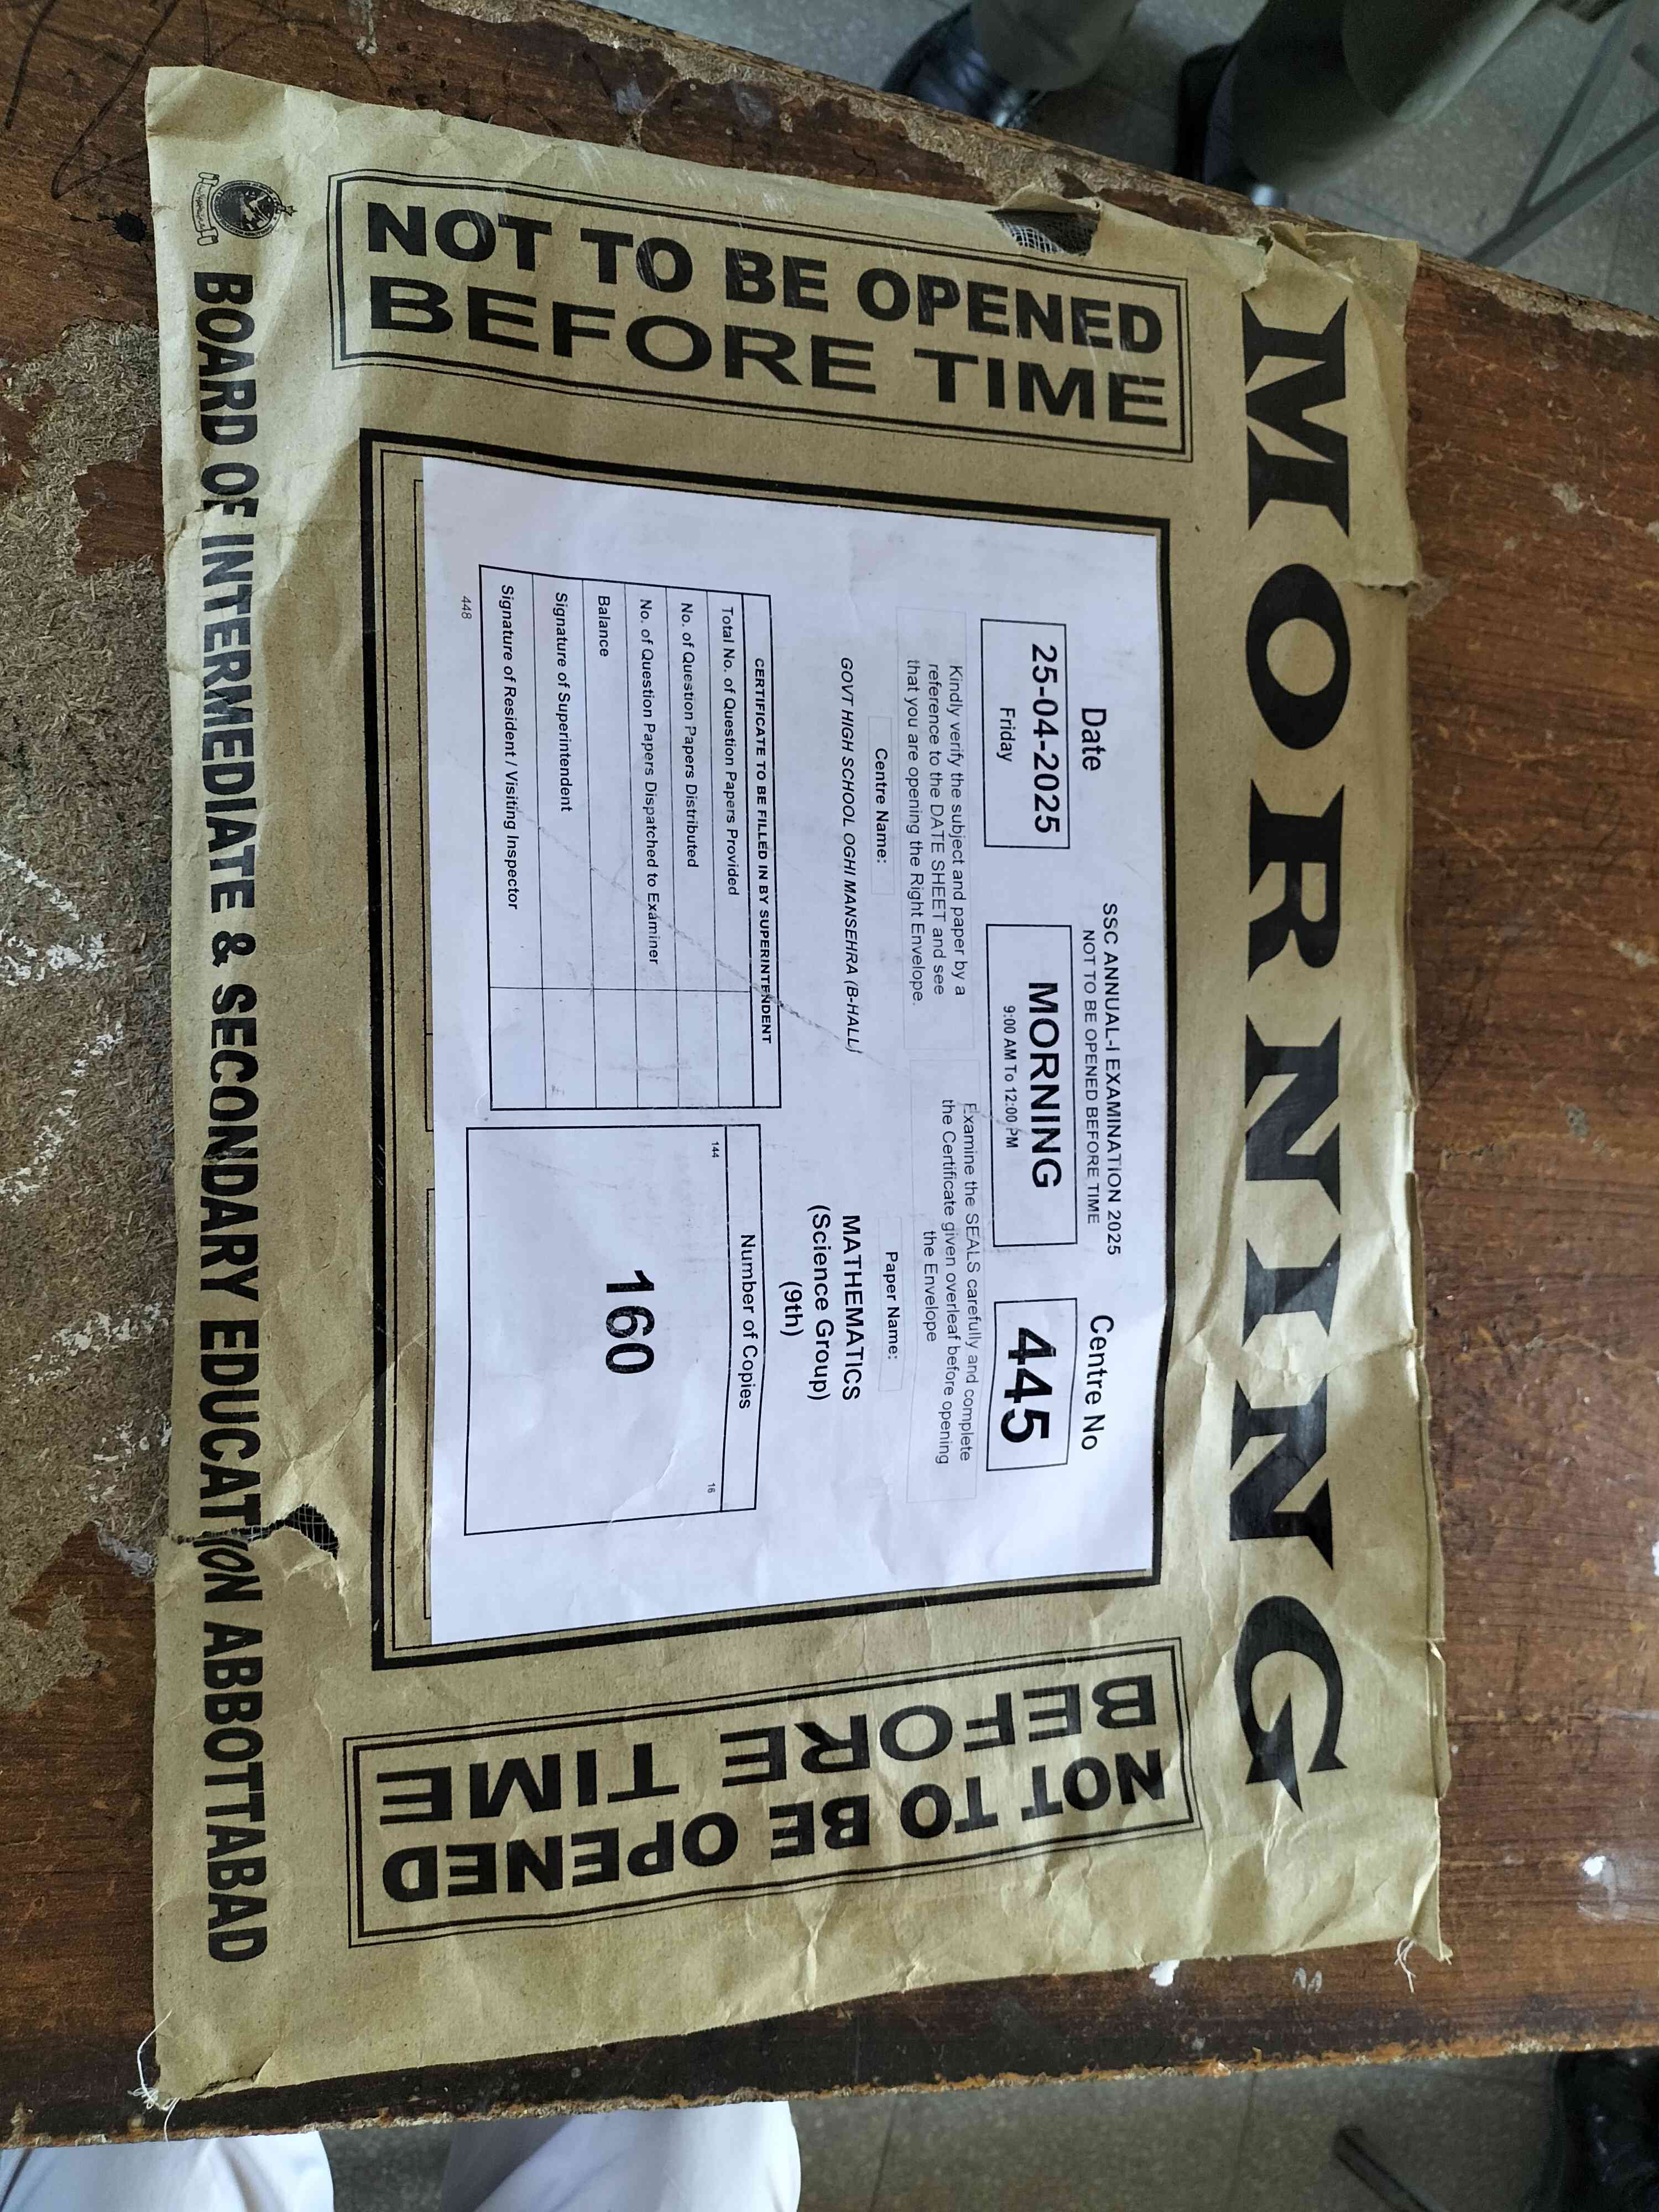 MORNING
NOT TO BE OPENED
BEFORE TIME
SSC ANNUAL-I EXAMINATION 2025
NOT TO BE OPENED BEFORE TIME
Date
25-04-2025
Friday
MORNING
9:00 AM To 12:00 PM
Centre No
445
Kindly verify the subject and paper by a
reference to the DATE SHEET and see
that you are opening the Right Envelope.
Examine the SEALS carefully and complete
the Certificate given overleaf before opening
the Envelope
Centre Name:
GOVT HIGH SCHOOL OGHI MANSEHRA (B-HALL)
Paper Name:
MATHEMATICS
(Science Group)
(9th)
CERTIFICATE TO BE FILLED IN BY SUPERINTENDENT
Total No. of Question Papers Provided
No. of Question Papers Distributed
No. of Question Papers Dispatched to Examiner
Balance
Signature of Superintendent
Signature of Resident / Visiting Inspector
448
Number of Copies
144
16
160
NOT TO BE OPENED
BEFORE TIME
BOARD OF INTERMEDIATE & SECONDARY EDUCATION ABBOTTABAD